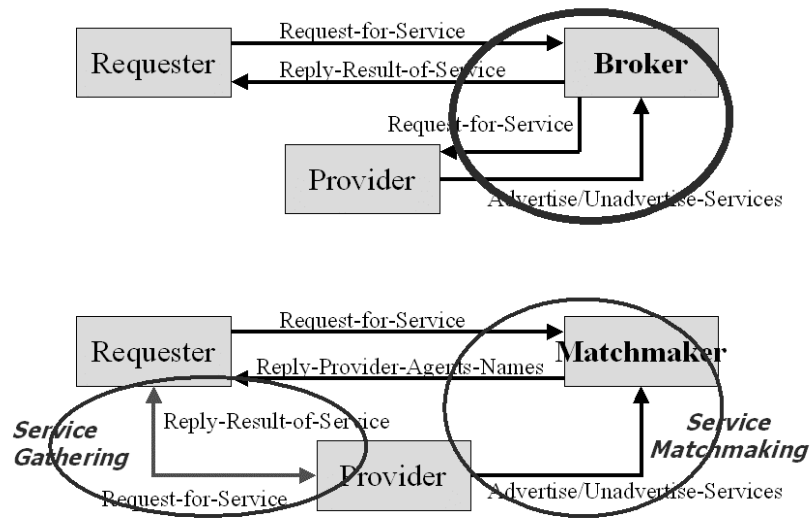 Request-for-Service
Requester
Broker
Reply-Result-of-Service
Request-for-Service
Provider
Advertise/Unadvertise-Services
Request-for-Service
Requester
Matchmaker
Reply-Provider-Agents-Names
Service
Gathering
Reply-Result-of-Service
Service
Matchmaking
Provider
Request-for-Service
Advertise/Unadvertise-Services